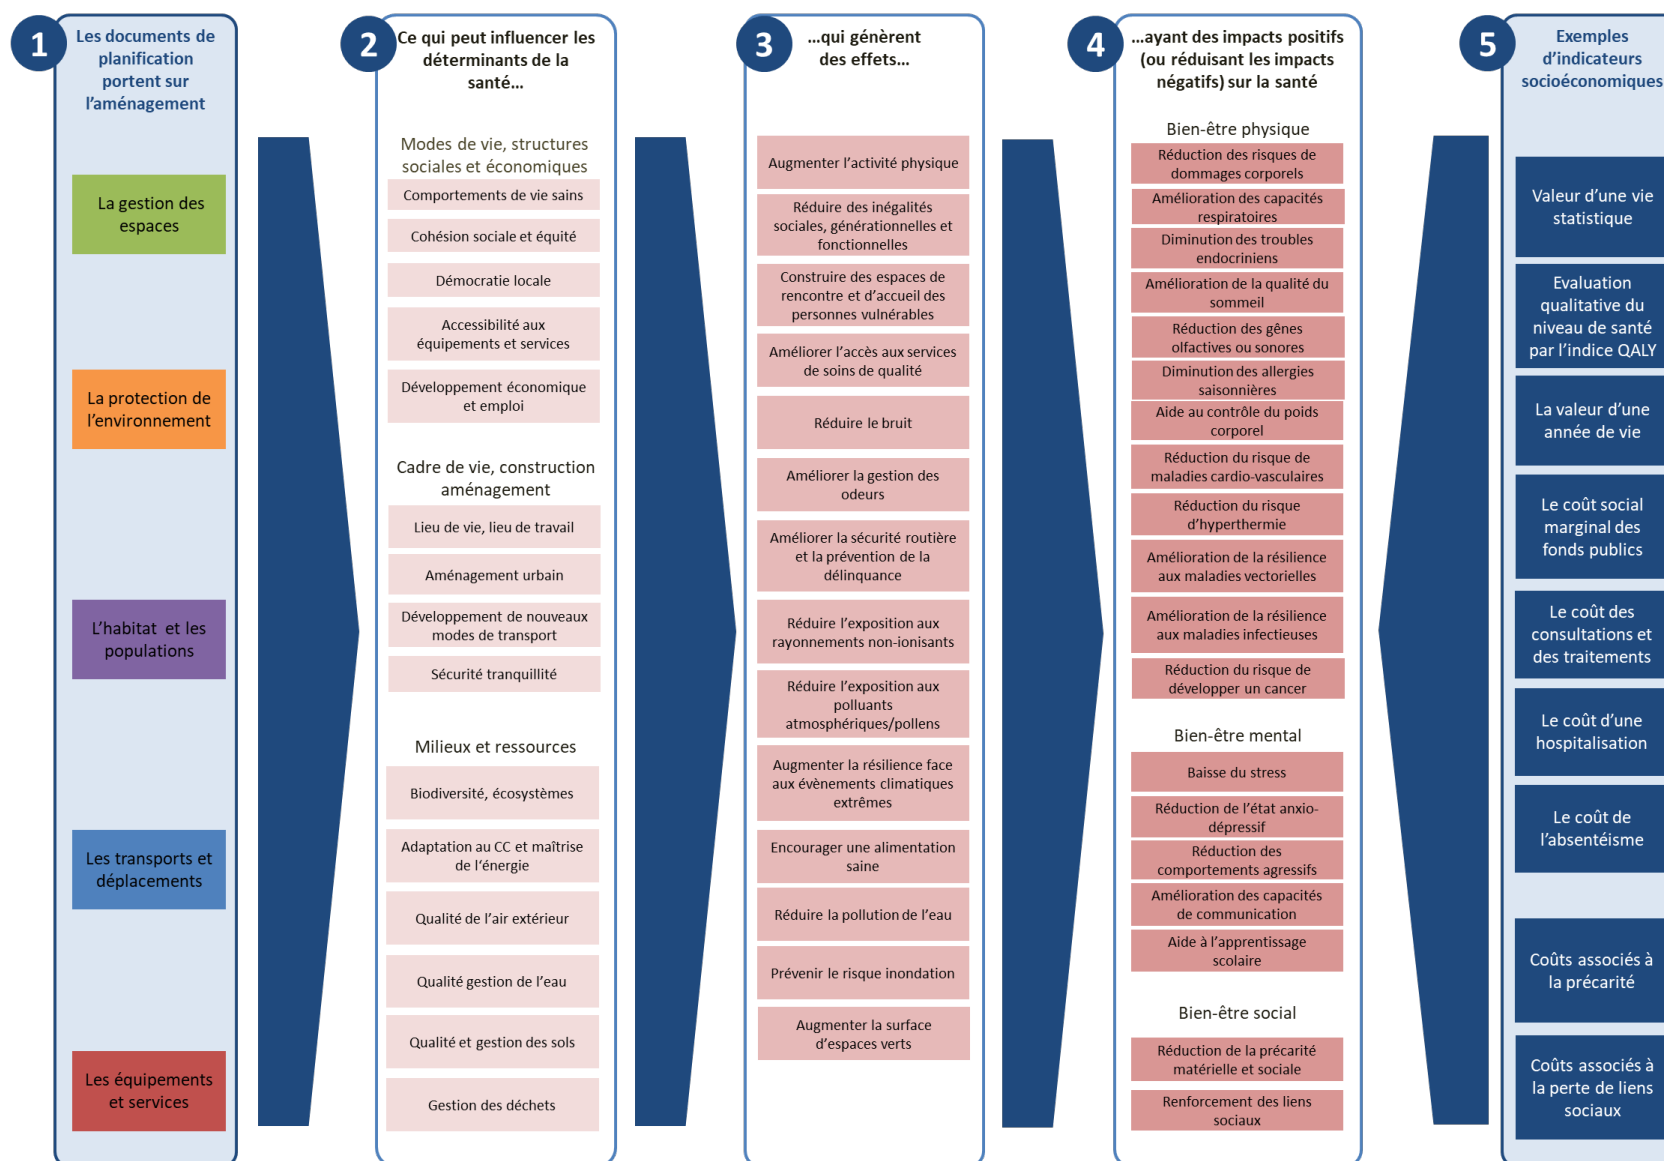 1
Les documents de
planification
portent sur
l'aménagement
La gestion des
espaces
La protection de
l'environnement
L'habitat et les
populations
Les transports et
déplacements
Les équipements
et services
2
Ce qui peut influencer les
déterminants de la
santé...
Modes de vie, structures
sociales et économiques
Comportements de vie sains
Cohésion sociale et équité
Démocratie locale
Accessibilité aux
équipements et services
Développement économique
et emploi
Cadre de vie, construction
aménagement
Lieu de vie, lieu de travail
Aménagement urbain
Développement de nouveaux
modes de transport
Sécurité tranquillité
Milieux et ressources
Biodiversité, écosystèmes
Adaptation au CC et maîtrise
de l'énergie
Qualité de l'air extérieur
Qualité gestion de l'eau
Qualité et gestion des sols
Gestion des déchets
3
...qui génèrent
des effets...
Augmenter l'activité physique
Réduire des inégalités
sociales, générationnelles et
fonctionnelles
Construire des espaces de
rencontre et d'accueil des
personnes vulnérables
Améliorer l'accès aux services
de soins de qualité
Réduire le bruit
Améliorer la gestion des
odeurs
Améliorer la sécurité routière
et la prévention de la
délinquance
Réduire l'exposition aux
rayonnements non-ionisants
Réduire l'exposition aux
polluants
atmosphériques/pollens
Augmenter la résilience face
aux évènements climatiques
extrêmes
Encourager une alimentation
saine
Réduire la pollution de l'eau
Prévenir le risque inondation
Augmenter la surface
d'espaces verts
4
...ayant des impacts positifs
(ou réduisant les impacts
négatifs) sur la santé
Bien-être physique
Réduction des risques de
dommages corporels
Amélioration des capacités
respiratoires
Diminution des troubles
endocriniens
Amélioration de la qualité du
sommeil
Réduction des gênes
olfactives ou sonores
Diminution des allergies
saisonnières
Aide au contrôle du poids
corporel
Réduction du risque de
maladies cardio-vasculaires
Réduction du risque
d'hyperthermie
Amélioration de la résilience
aux maladies vectorielles
Amélioration de la résilience
aux maladies infectieuses
Réduction du risque de
développer un cancer
Bien-être mental
Baisse du stress
Réduction de l'état anxio-
dépressif
Réduction des
comportements agressifs
Amélioration des capacités
de communication
Aide à l'apprentissage
scolaire
Bien-être social
Réduction de la précarité
matérielle et sociale
Renforcement des liens
sociaux
5
Exemples
d'indicateurs
socioéconomiques
Valeur d'une vie
statistique
Evaluation
qualitative du
niveau de santé
par l'indice QALY
La valeur d'une
année de vie
Le coût social
marginal des
fonds publics
Le coût des
consultations et
des traitements
Le coût d'une
hospitalisation
Le coût de
l'absentéisme
Coûts associés à
la précarité
Coûts associés à
la perte de liens
sociaux